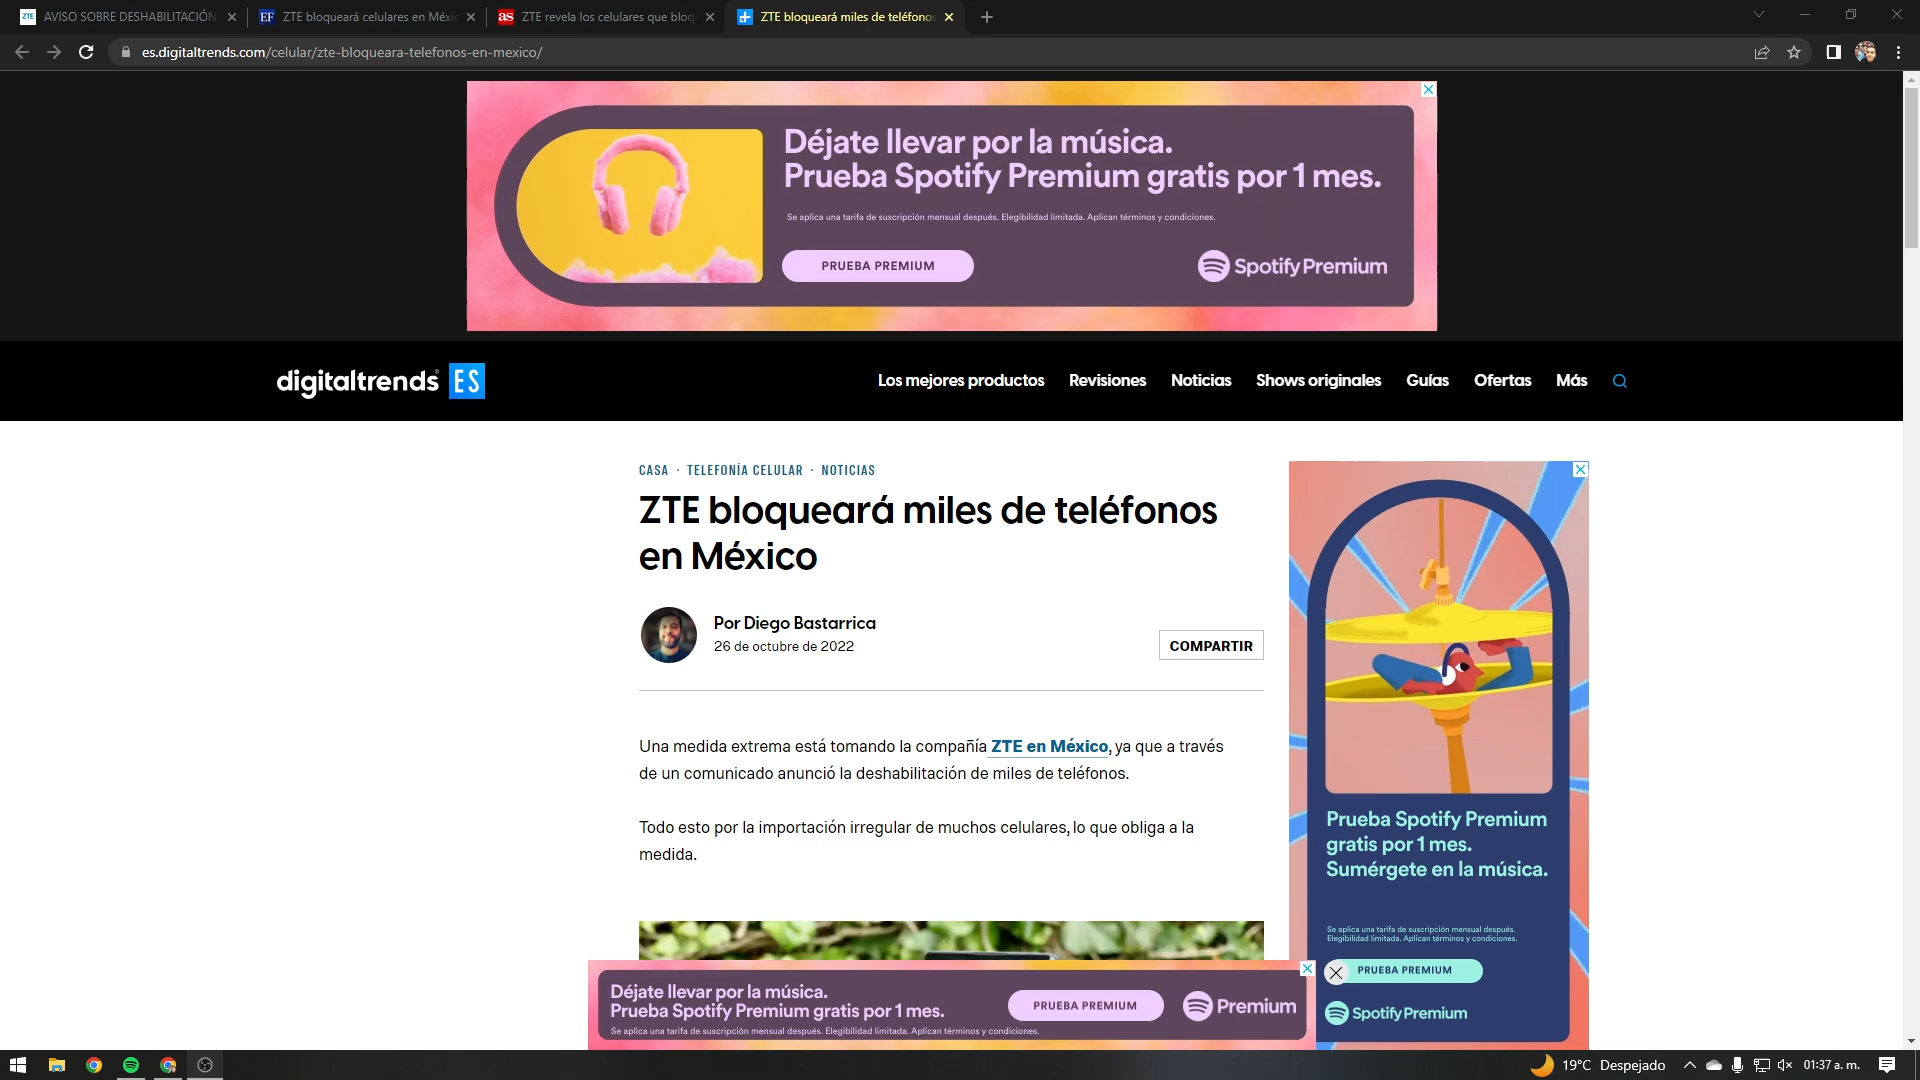 ZTE AVISO SOBRE DESHABILITACIÓN
EF ZTE bloqueará celulares en Méxic
as ZTE revela los celulares que bloq
ZTE bloqueará miles de teléfonos
es.digitaltrends.com/celular/zte-bloqueara-telefonos-en-mexico/
Déjate llevar por la música.
Prueba Spotify Premium gratis por 1 mes.
Se aplica una tarifa de suscripción mensual después. Elegibilidad limitada. Aplican términos y condiciones.
PRUEBA PREMIUM
Spotify Premium
digitaltrends ES
Los mejores productos
Revisiones
Noticias
Shows originales
Guías
Ofertas
Más
CASA · TELEFONÍA CELULAR · NOTICIAS
ZTE bloqueará miles de teléfonos
en México
Por Diego Bastarrica
26 de octubre de 2022
COMPARTIR
Una medida extrema está tomando la compañía ZTE en México, ya que a través
de un comunicado anunció la deshabilitación de miles de teléfonos.
Todo esto por la importación irregular de muchos celulares, lo que obliga a la
medida.
Prueba Spotify Premium
gratis por 1 mes.
Sumérgete en la música.
Se aplica una tarifa de suscripción mensual después.
Elegibilidad limitada. Aplican términos y condiciones.
PRUEBA PREMIUM
Spotify Premium
Déjate llevar por la música.
Prueba Spotify Premium gratis por 1 mes.
Se aplica una tarifa de suscripción mensual después. Elegibilidad limitada. Aplican términos y condiciones.
PRUEBA PREMIUM
Premium
19°C Despejado
01:37 a. m.